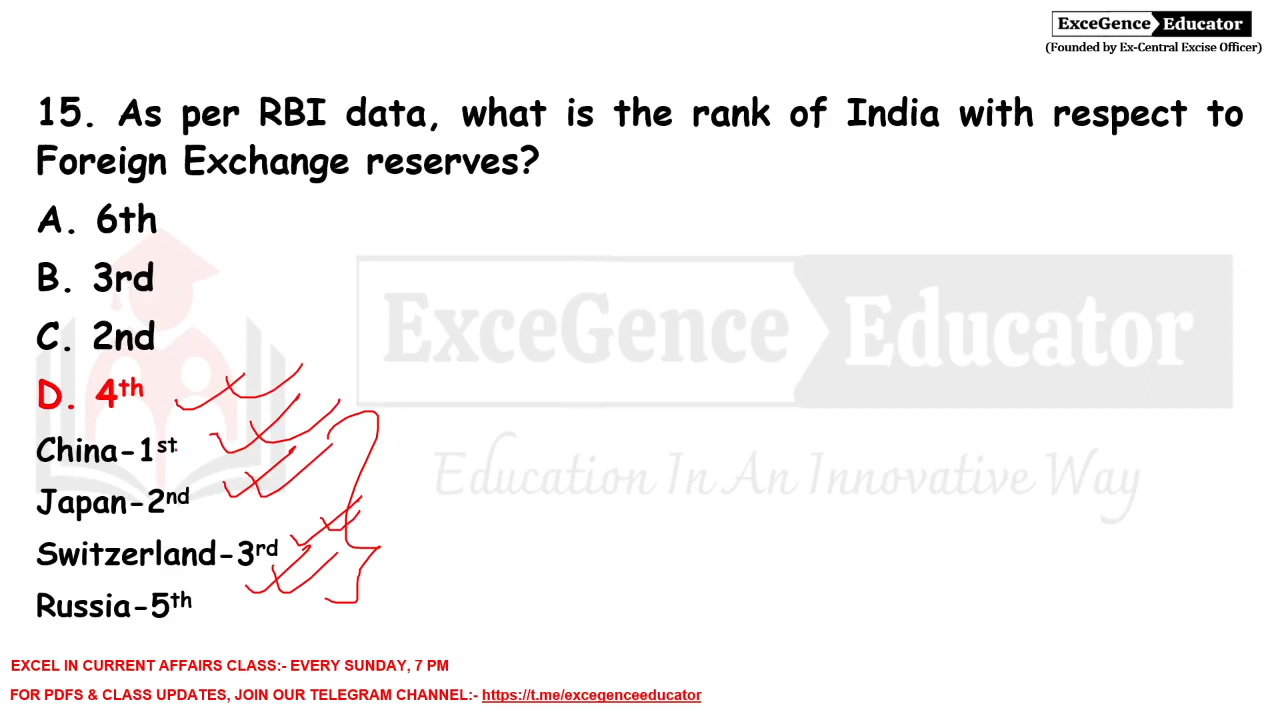 ExceGence Educator
(Founded by Ex-Central Excise Officer)
15. As per RBI data, what is the rank of India with respect to
Foreign Exchange reserves?
A. 6th
B. 3rd
C. 2nd
D. 4th
China-1st
Japan-2nd
Switzerland-3rd
Russia-5th
ExceGence Educator
Education In An Innovative Way
EXCEL IN CURRENT AFFAIRS CLASS:- EVERY SUNDAY, 7 PM
FOR PDFS & CLASS UPDATES, JOIN OUR TELEGRAM CHANNEL:- https://t.me/excegenceeducator